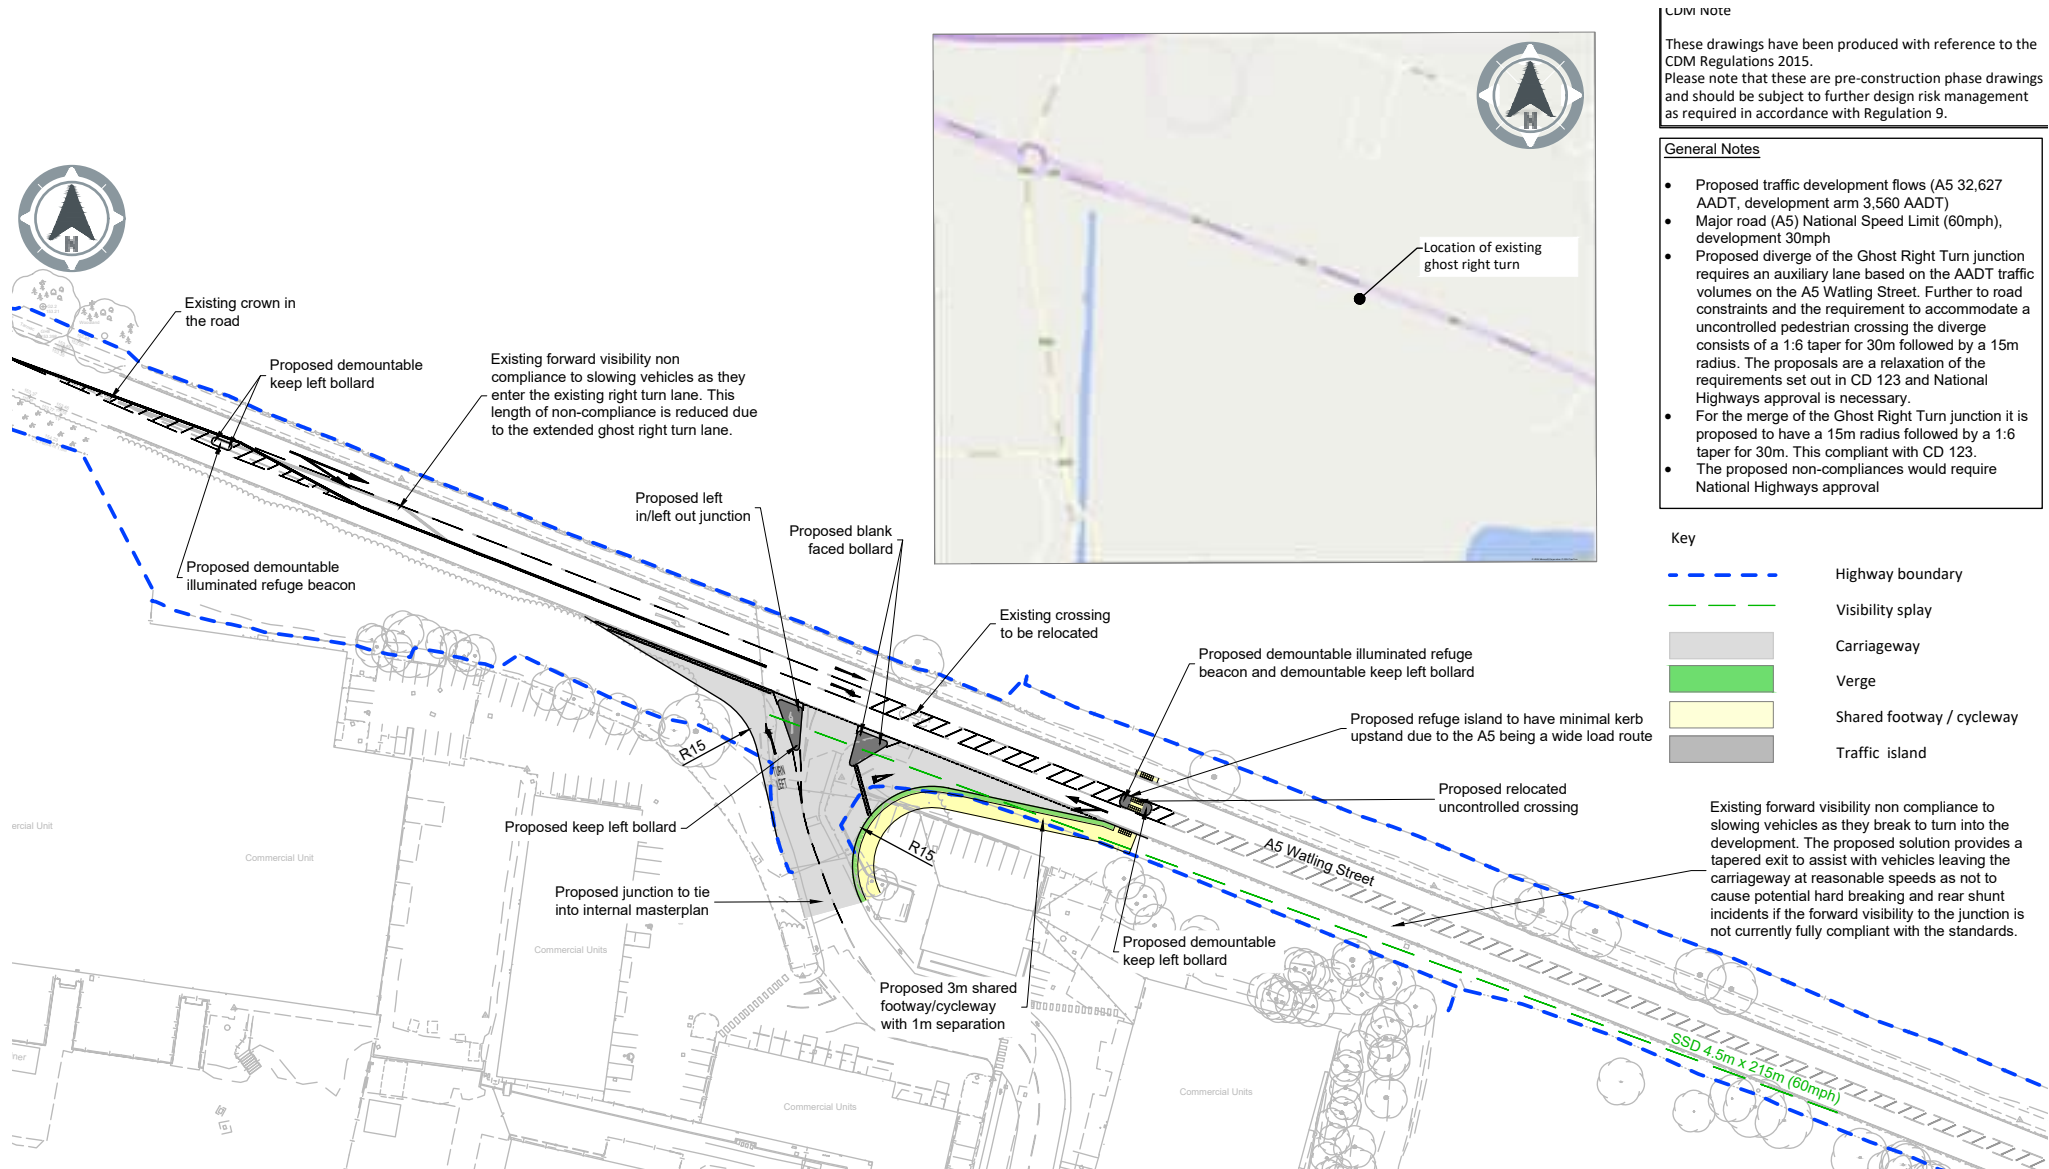 CDM Note
These drawings have been produced with reference to the
CDM Regulations 2015.
Please note that these are pre-construction phase drawings
and should be subject to further design risk management
as required in accordance with Regulation 9.
General Notes
• Proposed traffic development flows (A5 32,627
AADT, development arm 3,560 AADT)
• Major road (A5) National Speed Limit (60mph),
development 30mph
• Proposed diverge of the Ghost Right Turn junction
requires an auxiliary lane based on the AADT traffic
volumes on the A5 Watling Street. Further to road
constraints and the requirement to accommodate a
uncontrolled pedestrian crossing the diverge
consists of a 1:6 taper for 30m followed by a 15m
radius. The proposals are a relaxation of the
requirements set out in CD 123 and National
Highways approval is necessary.
• For the merge of the Ghost Right Turn junction it is
proposed to have a 15m radius followed by a 1:6
taper for 30m. This compliant with CD 123.
• The proposed non-compliances would require
National Highways approval
Key
Highway boundary
Visibility splay
Carriageway
Verge
Shared footway / cycleway
Traffic island
N
N
Location of existing
ghost right turn
Existing crown in
the road
Proposed demountable
keep left bollard
Existing forward visibility non
compliance to slowing vehicles as they
enter the existing right turn lane. This
length of non-compliance is reduced due
to the extended ghost right turn lane.
Proposed demountable
illuminated refuge beacon
Proposed left
in/left out junction
Proposed blank
faced bollard
Existing crossing
to be relocated
Proposed demountable illuminated refuge
beacon and demountable keep left bollard
Proposed refuge island to have minimal kerb
upstand due to the A5 being a wide load route
Proposed relocated
uncontrolled crossing
Existing forward visibility non compliance to
slowing vehicles as they break to turn into the
development. The proposed solution provides a
tapered exit to assist with vehicles leaving the
carriageway at reasonable speeds as not to
cause potential hard breaking and rear shunt
incidents if the forward visibility to the junction is
not currently fully compliant with the standards.
R15
TURN
LEFT
Proposed keep left bollard
R15
A5 Watling Street
Proposed junction to tie
into internal masterplan
Proposed demountable
keep left bollard
Proposed 3m shared
footway/cycleway
with 1m separation
SSD 4.5m x 215m (60mph)
ercial Unit
Commercial Unit
Commercial Units
Commercial Units
Commercial Units